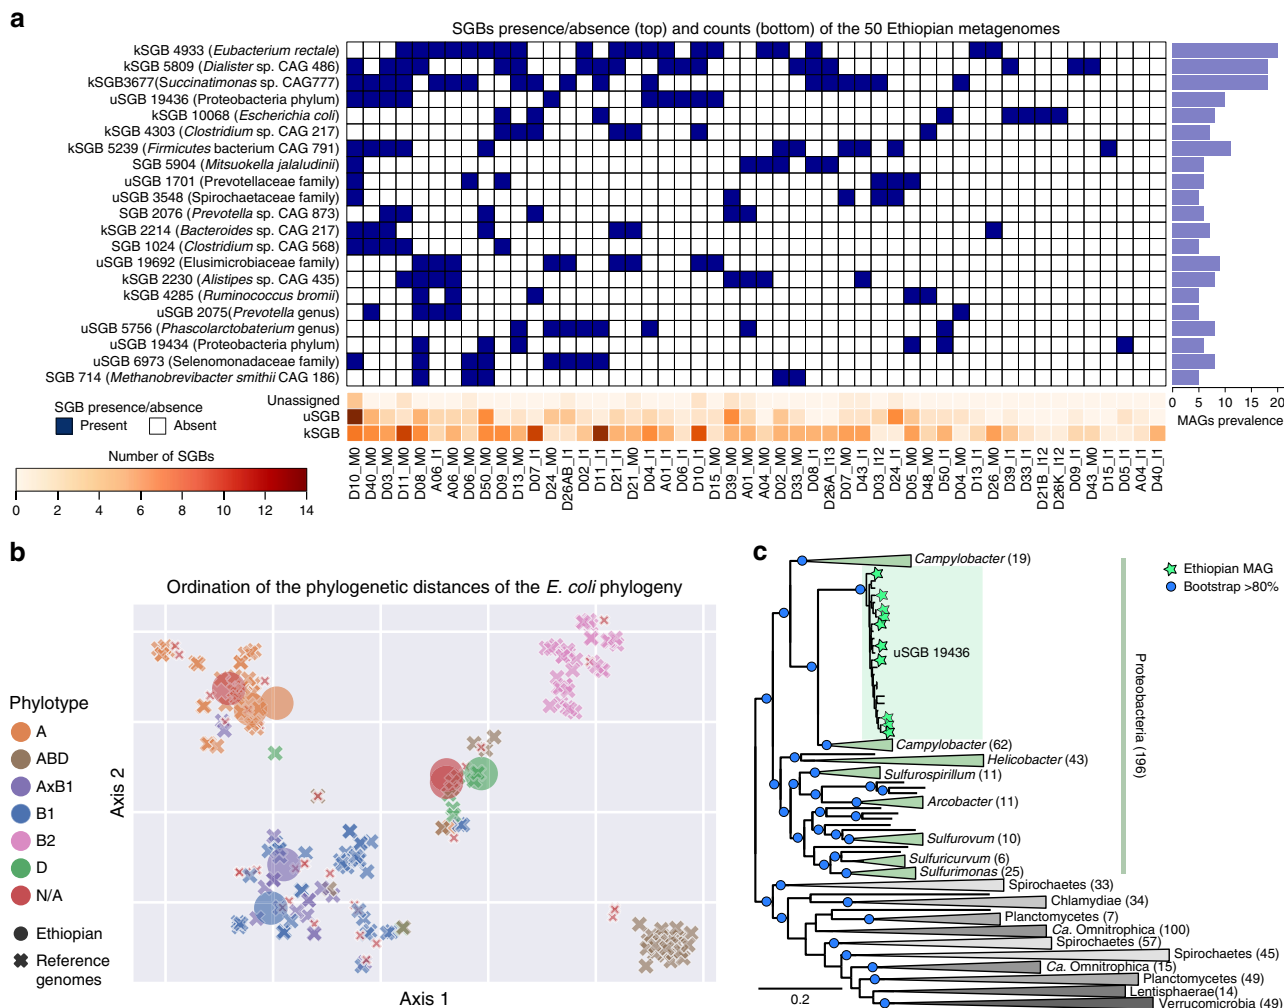 a
SGBs presence/absence (top) and counts (bottom) of the 50 Ethiopian metagenomes
kSGB 4933 (Eubacterium rectale)
kSGB 5809 (Dialister sp. CAG 486)
kSGB3677(Succinatimonas sp. CAG777)
uSGB 19436 (Proteobacteria phylum)
kSGB 10068 (Escherichia coli)
kSGB 4303 (Clostridium sp. CAG 217)
kSGB 5239 (Firmicutes bacterium CAG 791)
SGB 5904 (Mitsuokella jalaludinii)
uSGB 1701 (Prevotellaceae family)
uSGB 3548 (Spirochaetaceae family)
SGB 2076 (Prevotella sp. CAG 873)
kSGB 2214 (Bacteroides sp. CAG 217)
SGB 1024 (Clostridium sp. CAG 568)
uSGB 19692 (Elusimicrobiaceae family)
kSGB 2230 (Alistipes sp. CAG 435)
kSGB 4285 (Ruminococcus bromii)
uSGB 2075(Prevotella genus)
uSGB 5756 (Phascolarctobacterium genus)
uSGB 19434 (Proteobacteria phylum)
uSGB 6973 (Selenomonadaceae family)
SGB 714 (Methanobrevibacter smithii CAG 186)
Unassigned
uSGB
kSGB
0 5 10 15 20
MAGs prevalence
SGB presence/absence
Present Absent
Number of SGBs
0 2 4 6 8 10 12 14
D10_M0
D40_M0
D03_M0
D11_M0
D08_M0
A06_I1
A06_M0
D06_M0
D50_M0
D09_M0
D13_M0
D07_I1
D24_M0
D26AB_I1
D02_I1
D11_I1
D21_I1
D21_M0
D04_I1
A01_I1
D06_I1
D10_I1
D15_M0
D39_M0
A01_M0
A04_M0
D02_M0
D33_M0
D08_I1
D26A_I13
D07_M0
D43_I1
D03_I12
D24_I1
D05_M0
D48_M0
D50_I1
D04_M0
D13_I1
D26_M0
D39_I1
D33_I1
D21B_I12
D26K_I12
D09_I1
D43_M0
D15_I1
D05_I1
A04_I1
D40_I1
b
Ordination of the phylogenetic distances of the E. coli phylogeny
Phylotype
A
ABD
AxB1
B1
B2
D
N/A
Ethiopian
Reference
genomes
Axis 2
Axis 1
c
Ethiopian MAG
Bootstrap >80%
Campylobacter (19)
uSGB 19436
Campylobacter (62)
Helicobacter (43)
Sulfurospirillum (11)
Arcobacter (11)
Sulfurovum (10)
Sulfuricurvum (6)
Sulfurimonas (25)
Proteobacteria (196)
Spirochaetes (33)
Chlamydiae (34)
Planctomycetes (7)
Ca. Omnitrophica (100)
Spirochaetes (57)
Spirochaetes (45)
Ca. Omnitrophica (15)
Planctomycetes (49)
Lentisphaerae(14)
Verrucomicrobia (49)
0.2